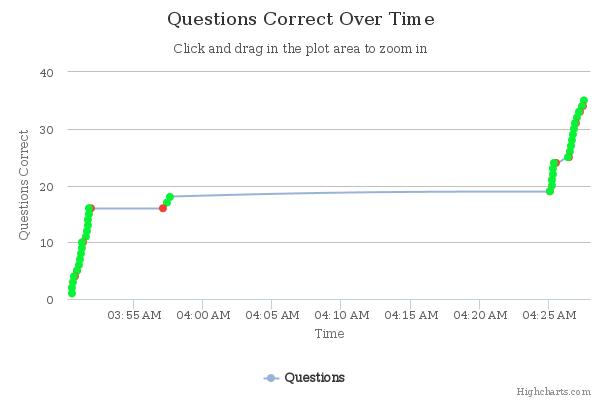 Questions Correct Over Time
Click and drag in the plot area to zoom in
Questions Correct
40
30
20
10
0
03:55 AM 04:00 AM 04:05 AM 04:10 AM 04:15 AM 04:20 AM 04:25 AM
Time
Questions
Highcharts.com